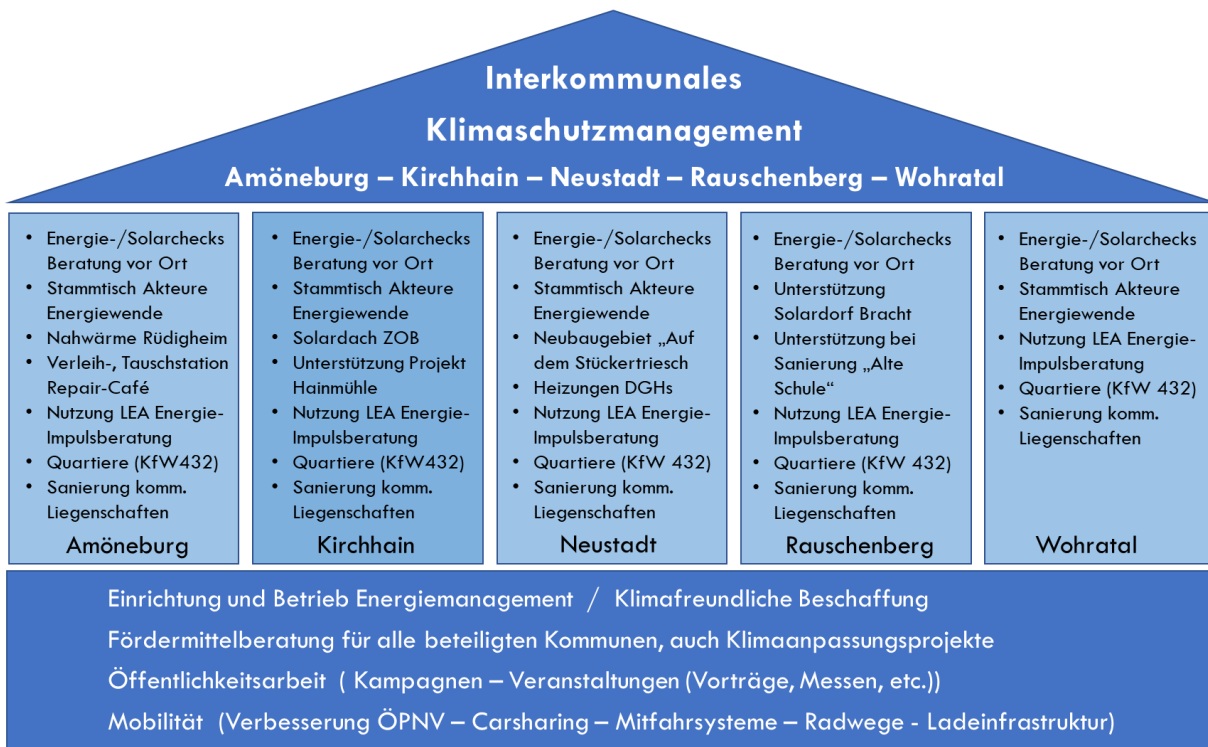 Interkommunales
Klimaschutzmanagement
Amöneburg – Kirchhain – Neustadt – Rauschenberg – Wohratal
• Energie-/Solarchecks
Beratung vor Ort
• Stammtisch Akteure
Energiewende
• Nahwärme Rüdigheim
• Verleih-, Tauschstation
Repair-Café
• Nutzung LEA Energie-
Impulsberatung
• Quartiere (KfW432)
• Sanierung komm.
Liegenschaften
Amöneburg
• Energie-/Solarchecks
Beratung vor Ort
• Stammtisch Akteure
Energiewende
• Solardach ZOB
• Unterstützung Projekt
Hainmühle
• Nutzung LEA Energie-
Impulsberatung
• Quartiere (KfW432)
• Sanierung komm.
Liegenschaften
Kirchhain
• Energie-/Solarchecks
Beratung vor Ort
• Stammtisch Akteure
Energiewende
• Neubaugebiet „Auf
dem Stückertriesch
• Heizungen DGHs
• Nutzung LEA Energie-
Impulsberatung
• Quartiere (KfW 432)
• Sanierung komm.
Liegenschaften
Neustadt
• Energie-/Solarchecks
Beratung vor Ort
• Unterstützung
Solardorf Bracht
• Unterstützung bei
Sanierung „Alte
Schule“
• Nutzung LEA Energie-
Impulsberatung
• Quartiere (KfW 432)
• Sanierung komm.
Liegenschaften
Rauschenberg
• Energie-/Solarchecks
Beratung vor Ort
• Stammtisch Akteure
Energiewende
• Nutzung LEA Energie-
Impulsberatung
• Quartiere (KfW 432)
• Sanierung komm.
Liegenschaften
Wohratal
Einrichtung und Betrieb Energiemanagement / Klimafreundliche Beschaffung
Fördermittelberatung für alle beteiligten Kommunen, auch Klimaanpassungsprojekte
Öffentlichkeitsarbeit ( Kampagnen – Veranstaltungen (Vorträge, Messen, etc.))
Mobilität (Verbesserung ÖPNV – Carsharing – Mitfahrsysteme – Radwege - Ladeinfrastruktur)